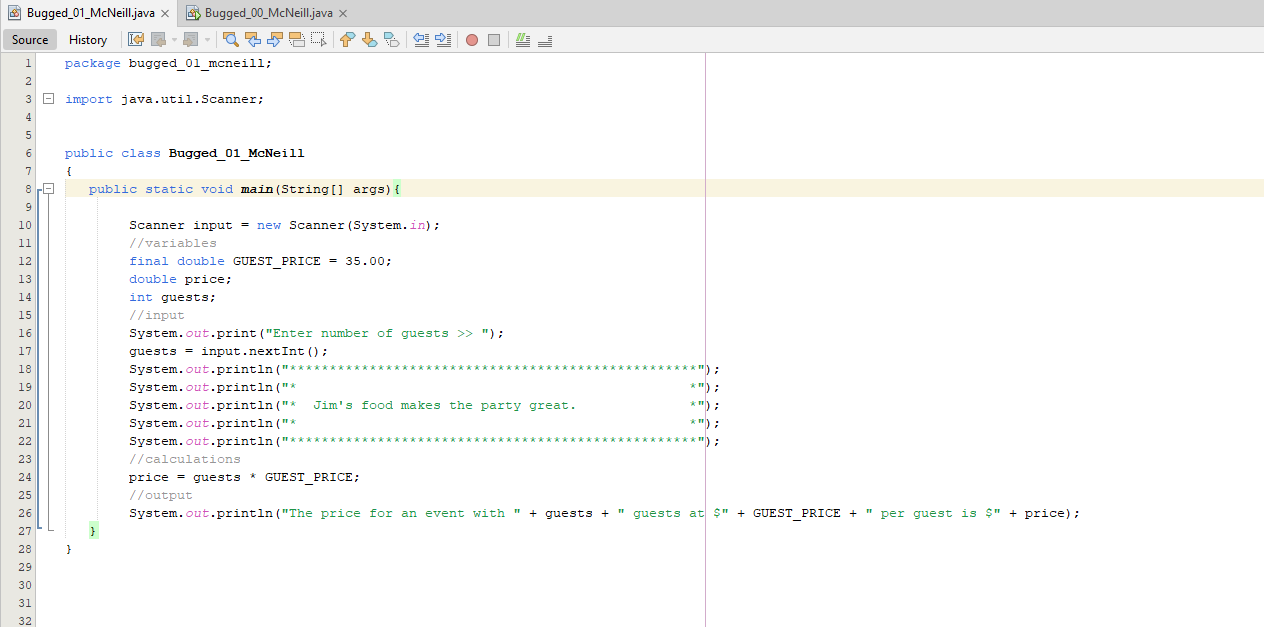 Bugged_01_McNeill.java × Bugged_00_McNeill.java ×
Source History
1 package bugged_01_mcneill;
2
3 import java.util.Scanner;
4
5
6 public class Bugged_01_McNeill
7 {
8 public static void main(String[] args){
9
10 Scanner input = new Scanner(System.in);
11 //variables
12 final double GUEST_PRICE = 35.00;
13 double price;
14 int guests;
15 //input
16 System.out.print("Enter number of guests >> ");
17 guests = input.nextInt();
18 System.out.println("***************************************************");
19 System.out.println("*                                                 *");
20 System.out.println("*  Jim's food makes the party great.              *");
21 System.out.println("*                                                 *");
22 System.out.println("***************************************************");
23 //calculations
24 price = guests * GUEST_PRICE;
25 //output
26 System.out.println("The price for an event with " + guests + " guests at $" + GUEST_PRICE + " per guest is $" + price);
27 }
28 }
29
30
31
32